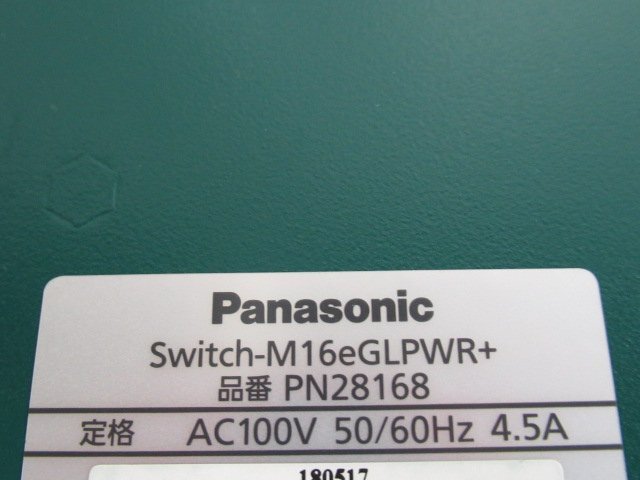 Panasonic
Switch-M16eGLPWR+
品番 PN28168
定格 AC100V 50/60Hz 4.5A
180517